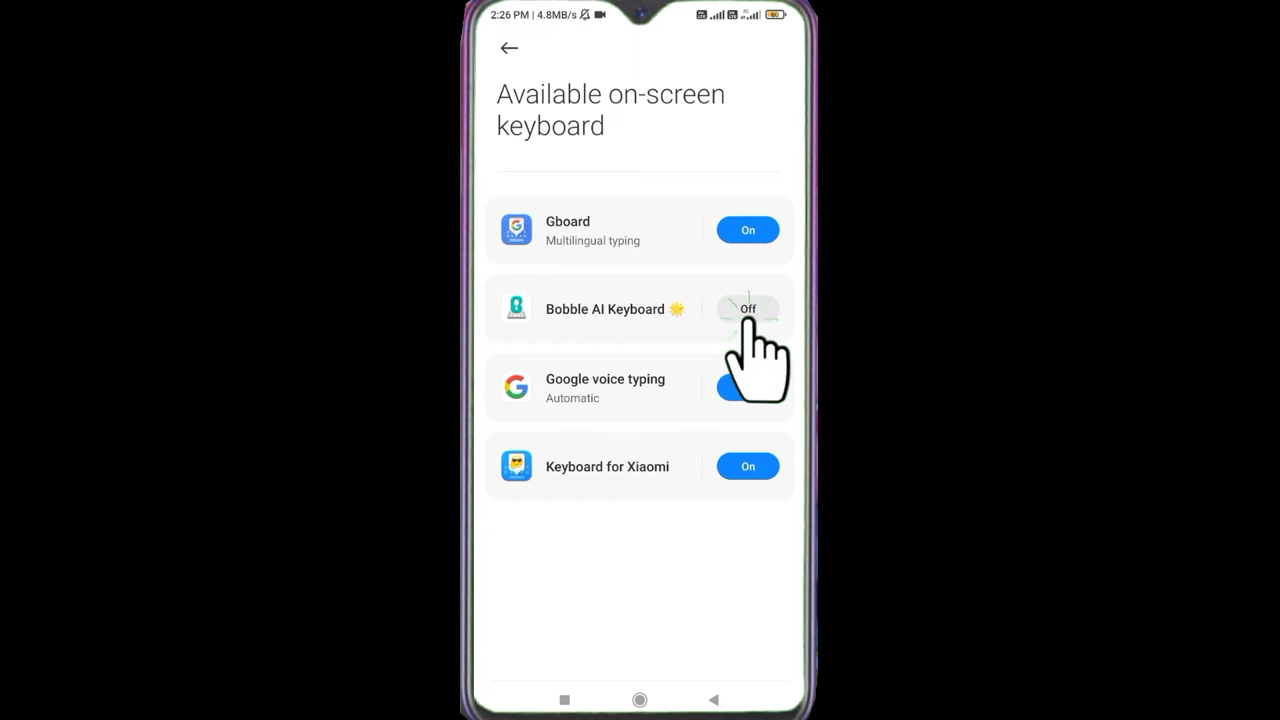 2:26 PM | 4.8MB/s
Available on-screen
keyboard
Gboard
Multilingual typing
On
Bobble AI Keyboard 🌟
Off
Google voice typing
Automatic
Keyboard for Xiaomi
On